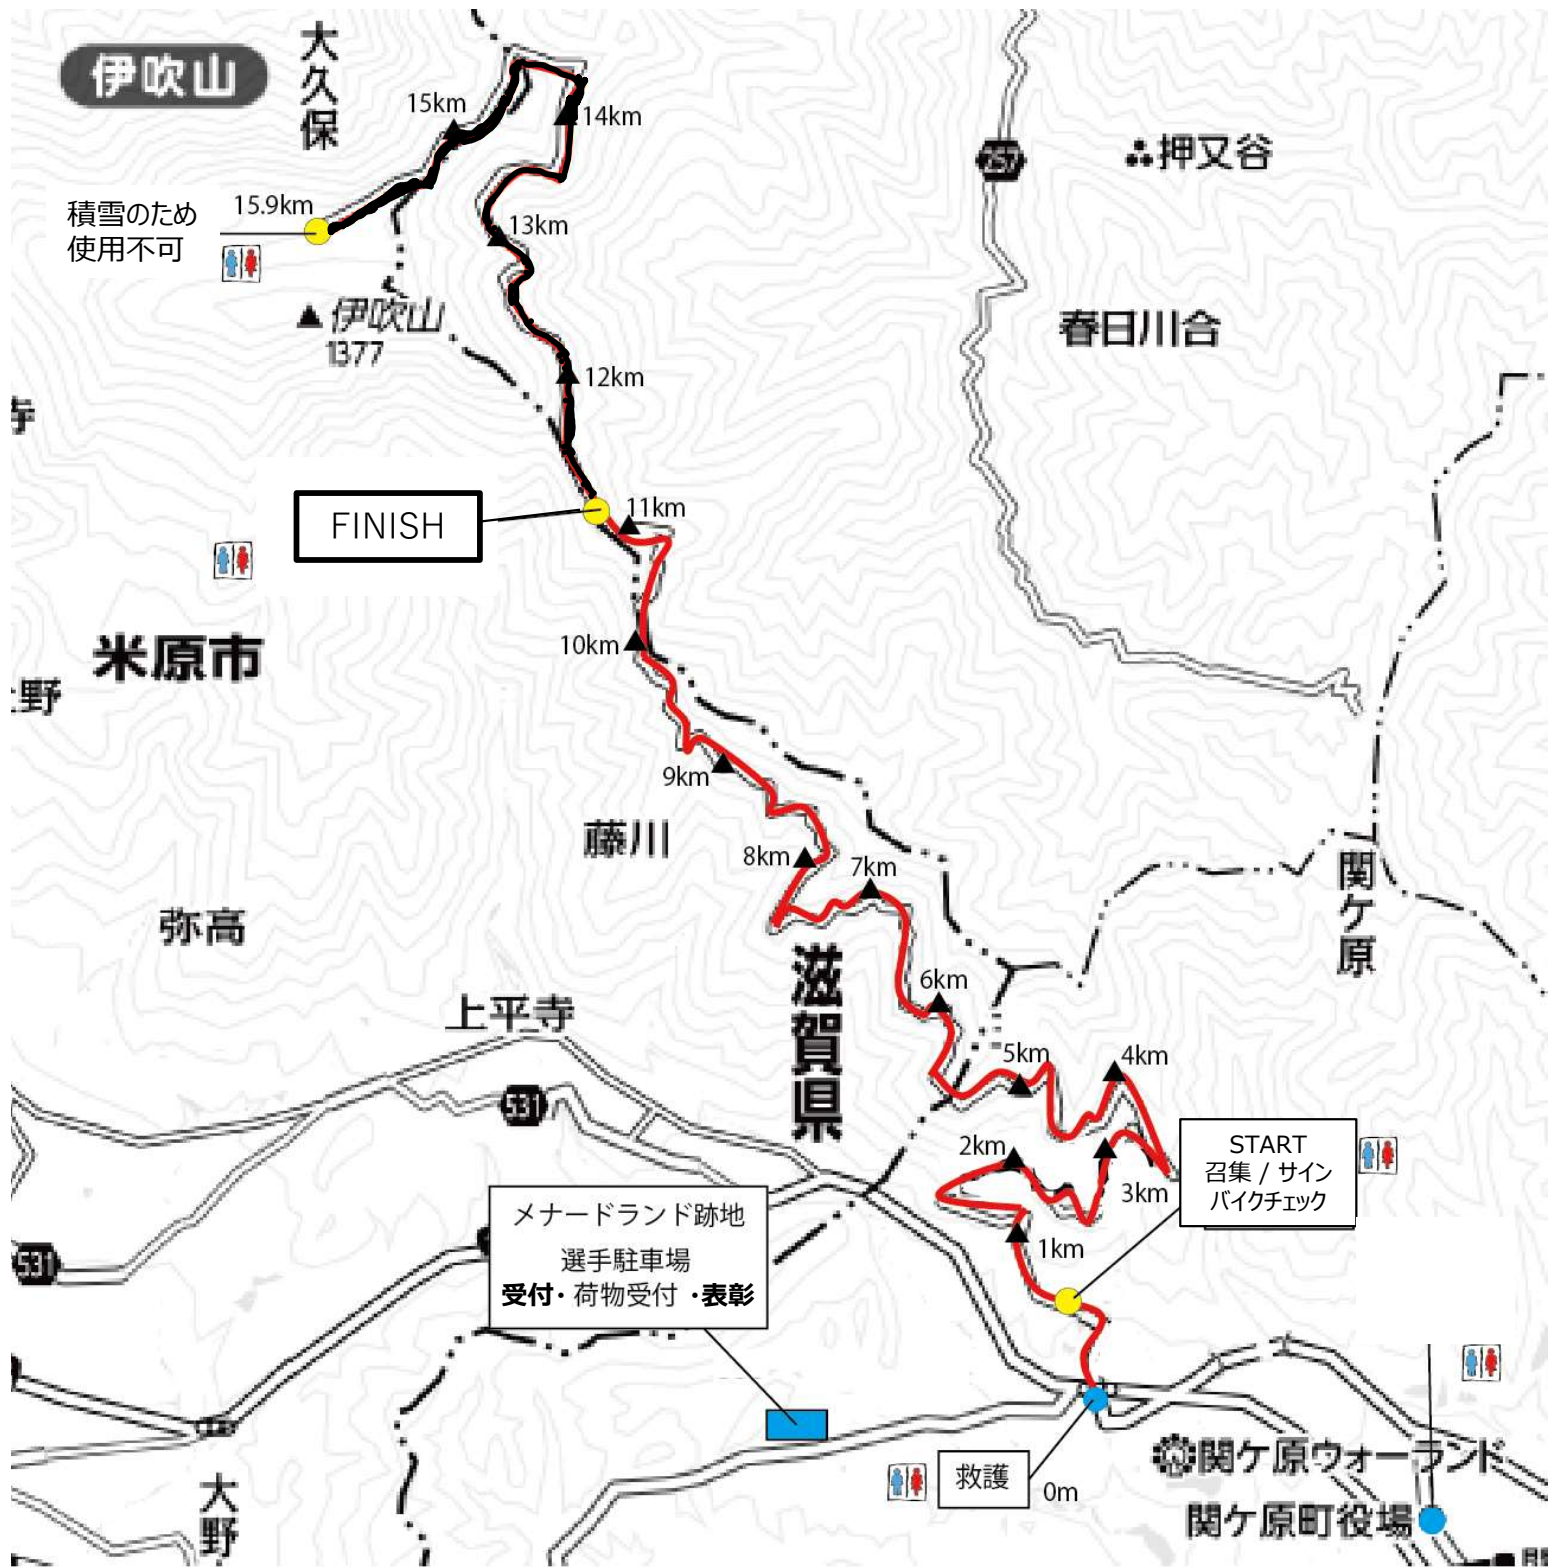 伊吹山
大久保
15km
14km
257
押又谷
積雪のため
使用不可
15.9km
13km
伊吹山
1377
春日川合
12km
寺
11km
FINISH
10km
米原市
野
9km
藤川
8km
7km
関ケ原
弥高
滋賀県
6km
上平寺
5km
4km
531
2km
3km
START
召集 / サイン
バイクチェック
メナードランド跡地
選手駐車場
受付・荷物受付・表彰
1km
531
救護
0m
関ケ原ウォーランド
関ケ原町役場
大野